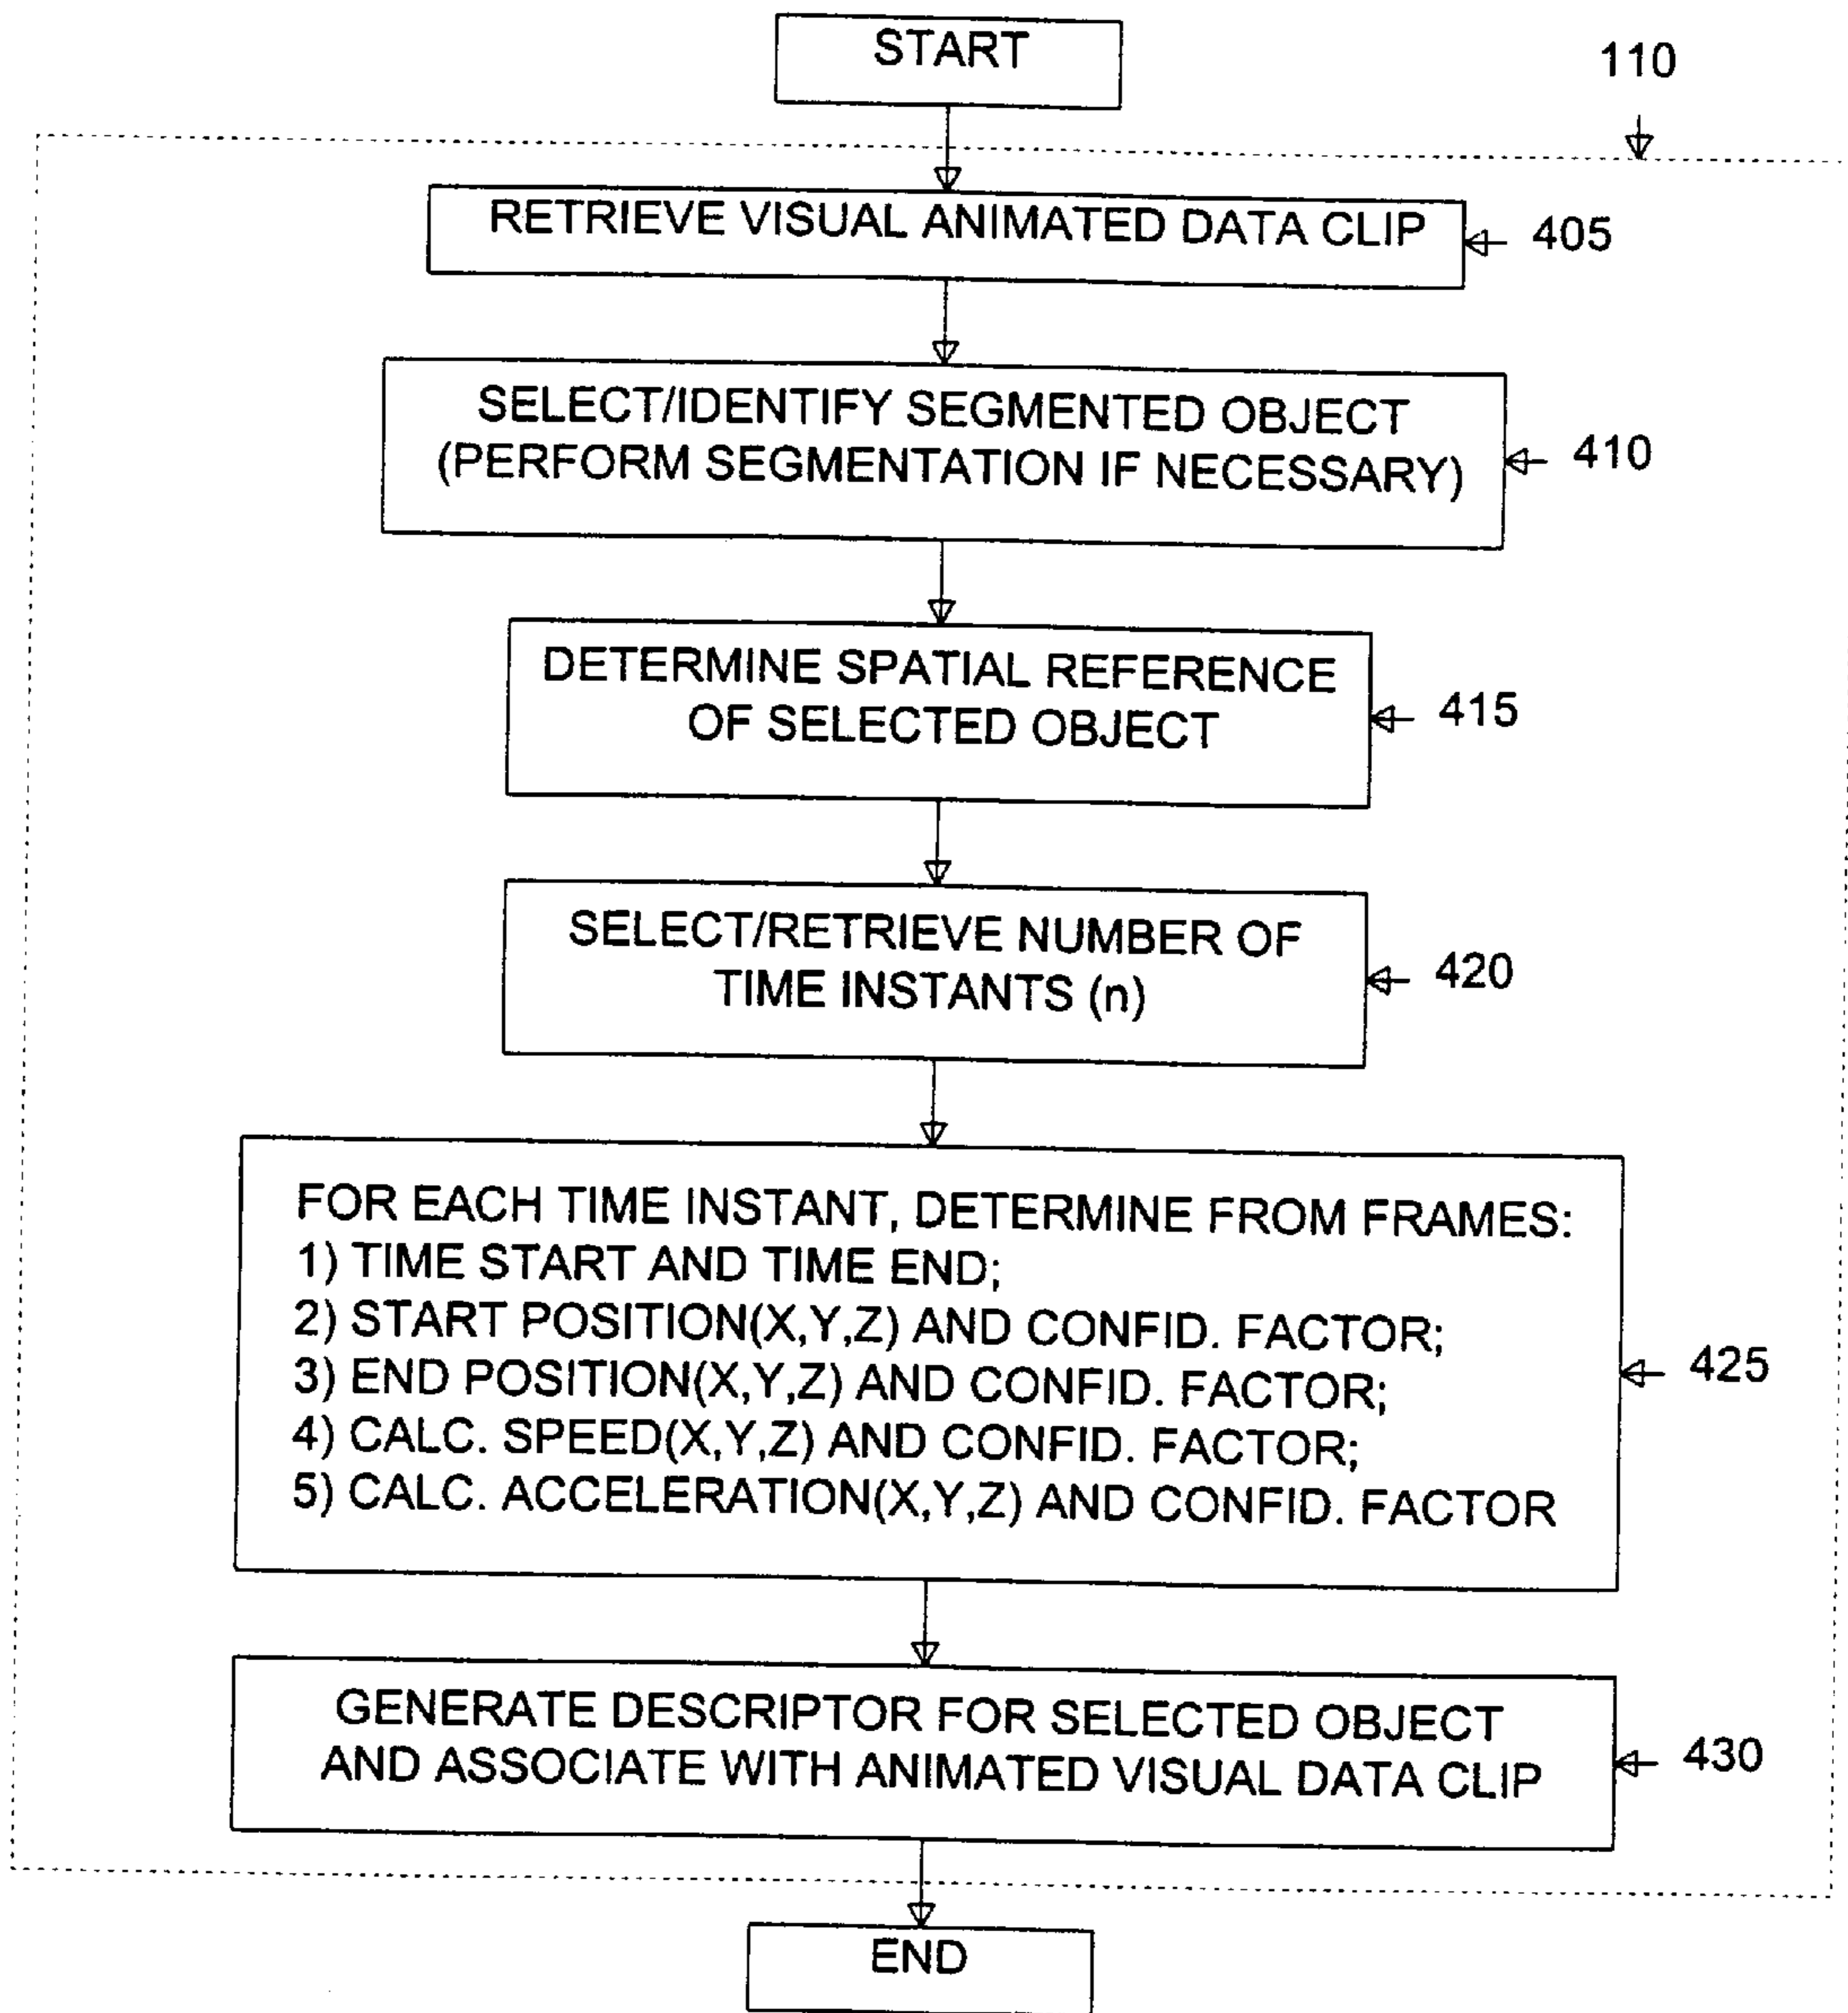 START
110
RETRIEVE VISUAL ANIMATED DATA CLIP
405
SELECT/IDENTIFY SEGMENTED OBJECT
(PERFORM SEGMENTATION IF NECESSARY)
410
DETERMINE SPATIAL REFERENCE
OF SELECTED OBJECT
415
SELECT/RETRIEVE NUMBER OF
TIME INSTANTS (n)
420
FOR EACH TIME INSTANT, DETERMINE FROM FRAMES:
1) TIME START AND TIME END;
2) START POSITION(X,Y,Z) AND CONFID. FACTOR;
3) END POSITION(X,Y,Z) AND CONFID. FACTOR;
4) CALC. SPEED(X,Y,Z) AND CONFID. FACTOR;
5) CALC. ACCELERATION(X,Y,Z) AND CONFID. FACTOR
425
GENERATE DESCRIPTOR FOR SELECTED OBJECT
AND ASSOCIATE WITH ANIMATED VISUAL DATA CLIP
430
END